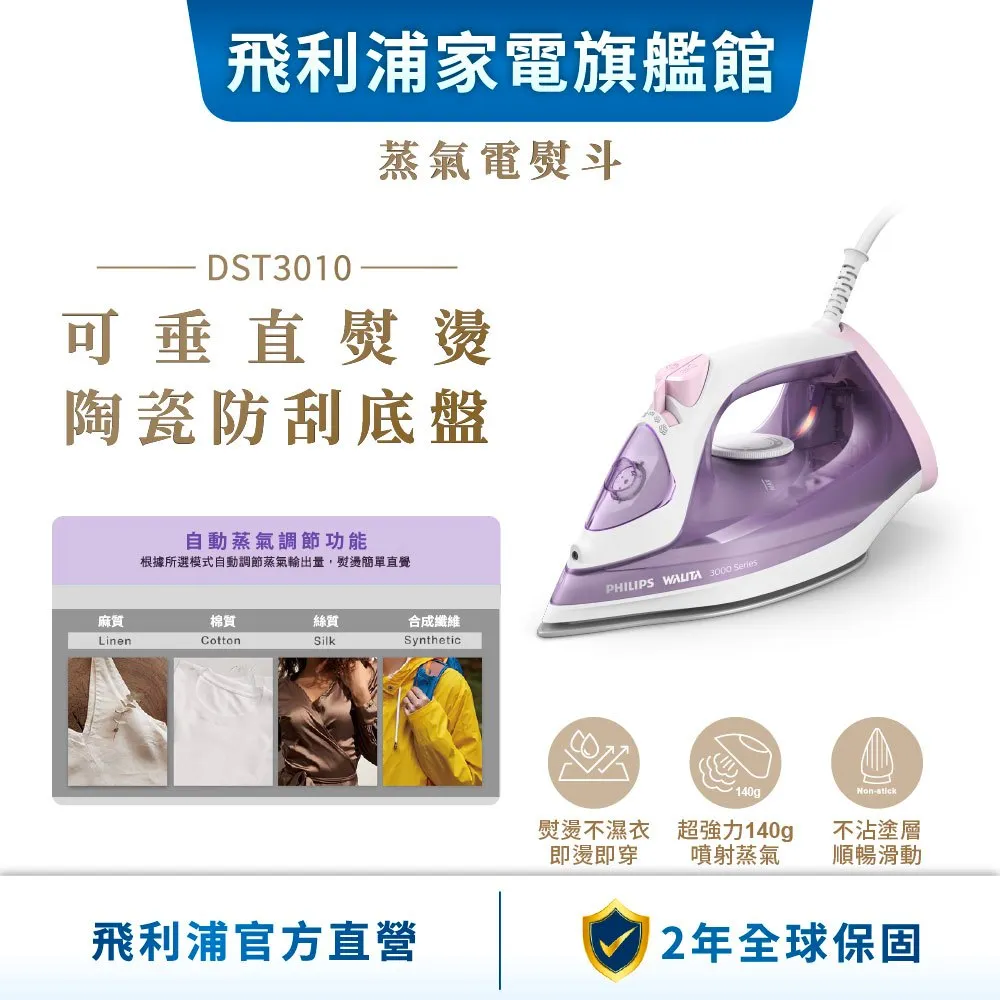 飛利浦家電旗艦館
蒸氣電熨斗
DST3010
可垂直熨燙
陶瓷防刮底盤
自動蒸氣調節功能
根據所選模式自動調節蒸氣輸出量，熨燙簡單直覺
麻質 棉質 絲質 合成纖維
Linen Cotton Silk Synthetic
PHILIPS WALITA 3000 Series
140g
Non-stick
熨燙不濕衣
即燙即穿
超強力140g
噴射蒸氣
不沾塗層
順暢滑動
飛利浦官方直營
2年全球保固